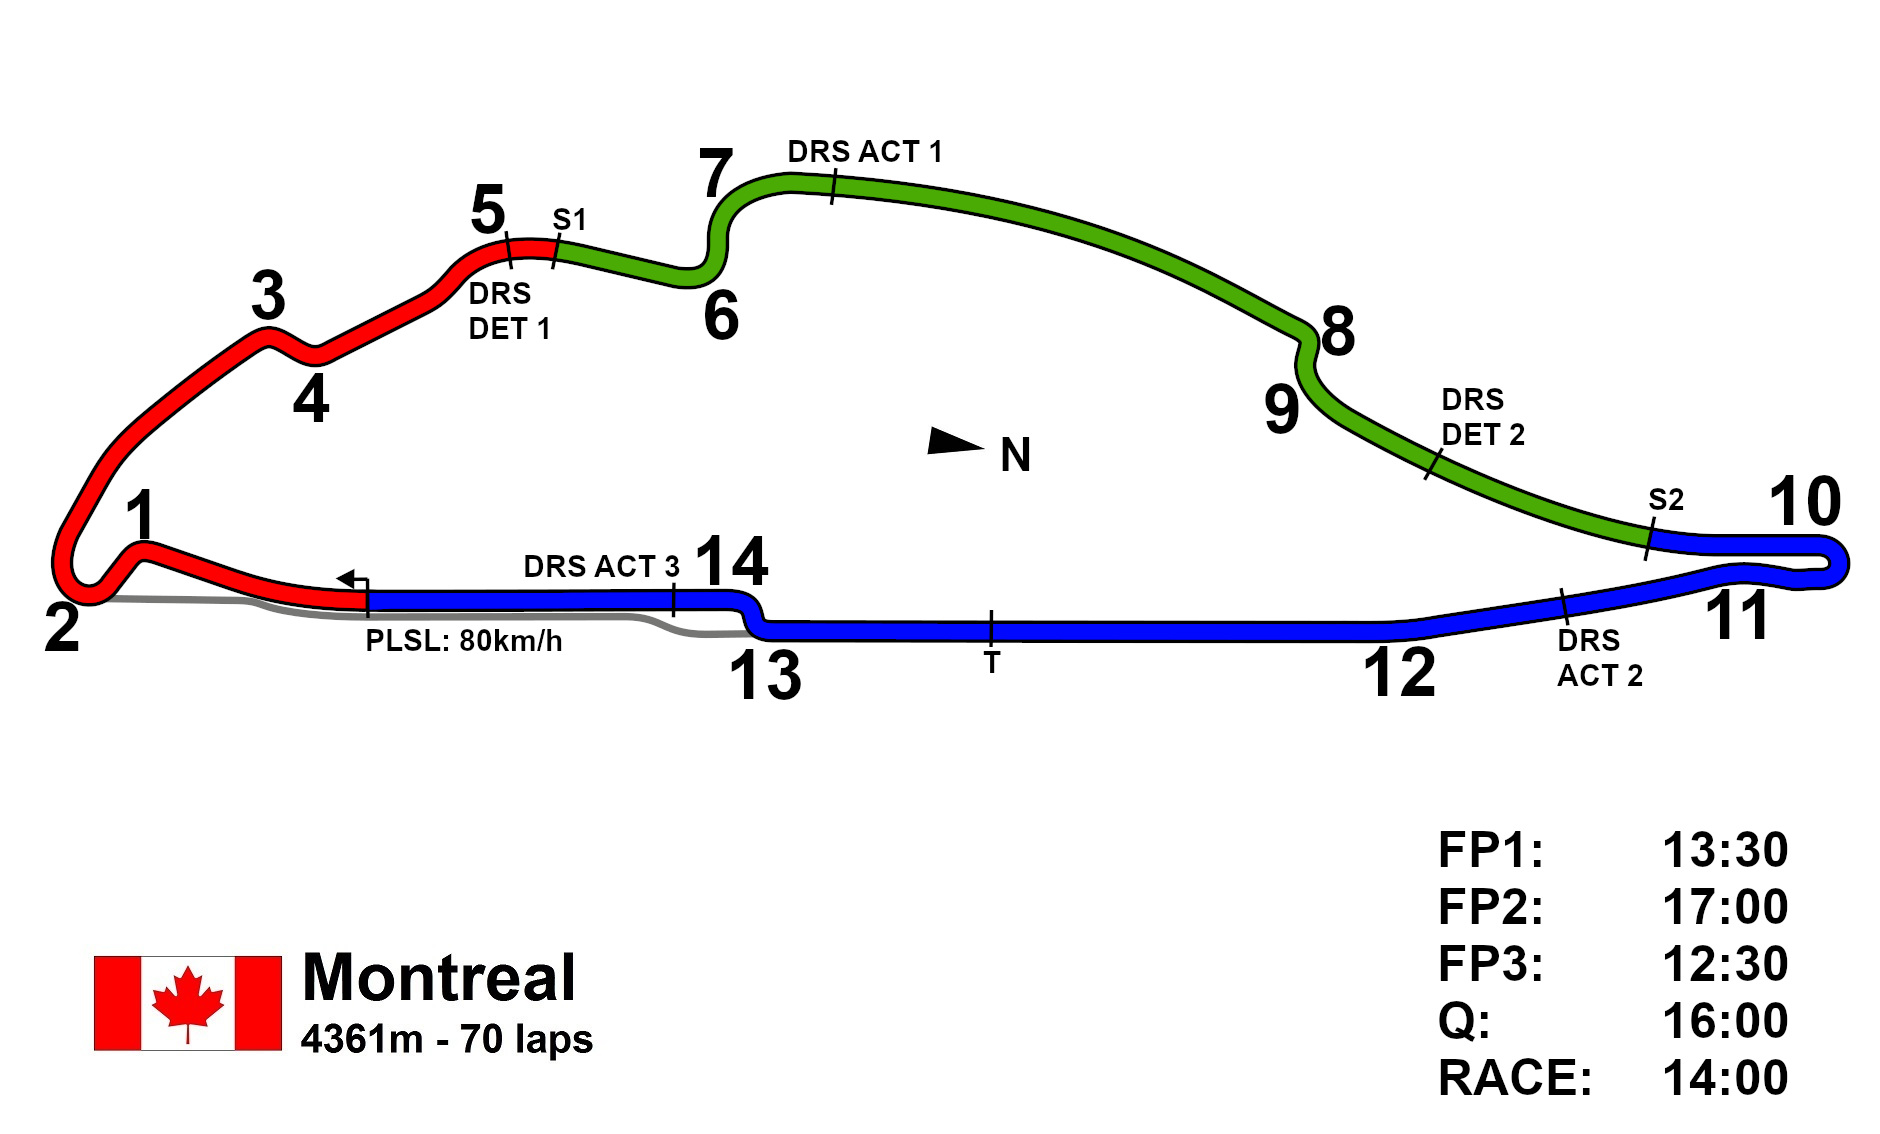 DRS ACT 1
7
5
S1
3
DRS
DET 1
6
8
4
9
DRS
DET 2
N
S2
10
1
DRS ACT 3
14
2
PLSL: 80km/h
11
T
13
12
DRS
ACT 2
FP1: 13:30
FP2: 17:00
FP3: 12:30
Q: 16:00
RACE: 14:00
Montreal
4361m - 70 laps